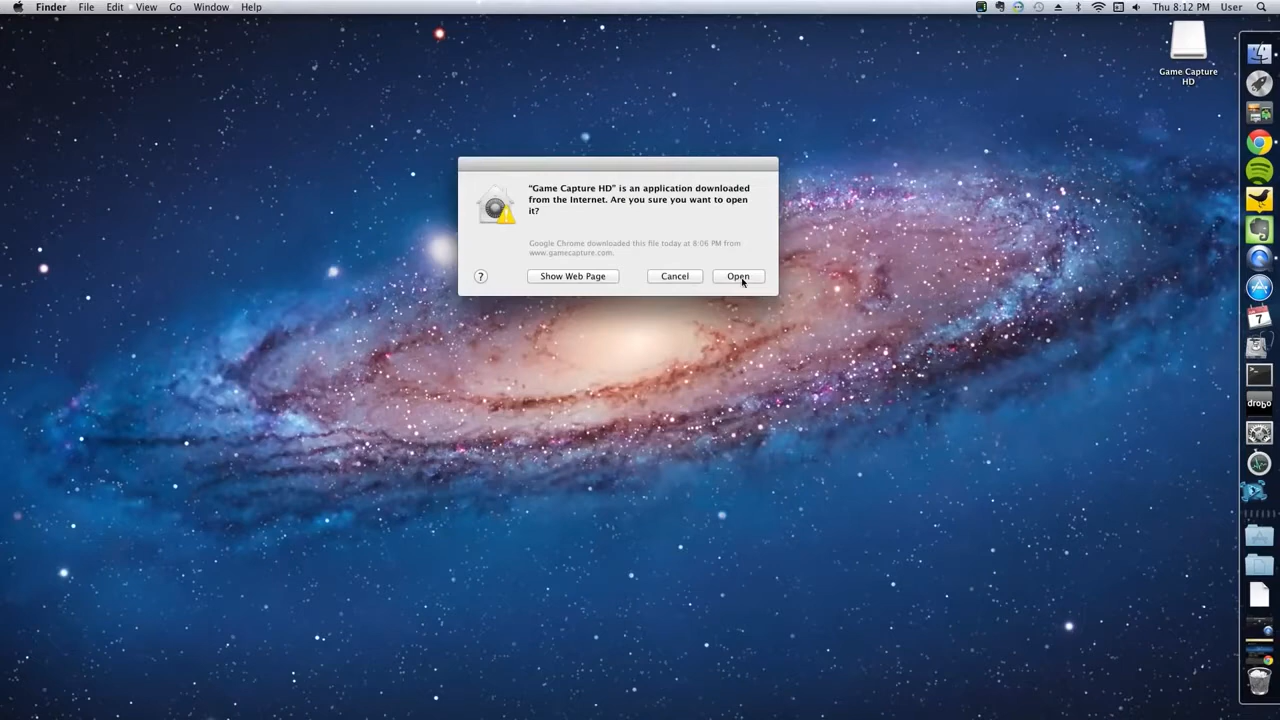 Finder File Edit View Go Window Help
Thu 8:12 PM User
Game Capture
HD
“Game Capture HD” is an application downloaded
from the Internet. Are you sure you want to open
it?
Google Chrome downloaded this file today at 8:06 PM from
www.gamecapture.com.
? Show Web Page Cancel Open
7
drobo